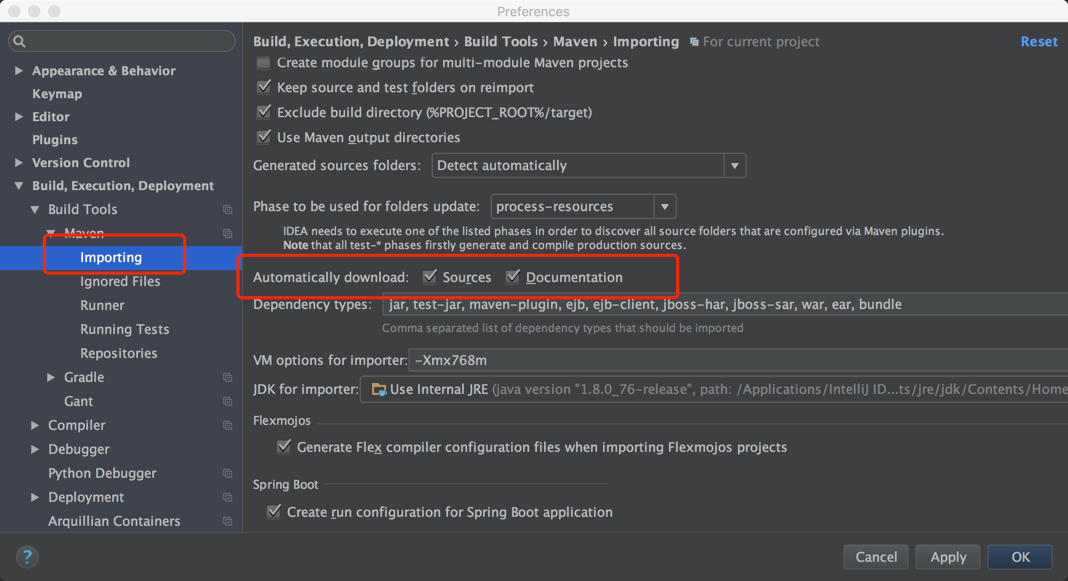 Preferences
Appearance & Behavior
Keymap
Editor
Plugins
Version Control
Build, Execution, Deployment
Build Tools
Maven
Importing
Ignored Files
Runner
Running Tests
Repositories
Gradle
Gant
Compiler
Debugger
Python Debugger
Deployment
Arquillian Containers
Build, Execution, Deployment › Build Tools › Maven › Importing For current project Reset
Create module groups for multi-module Maven projects
Keep source and test folders on reimport
Exclude build directory (%PROJECT_ROOT%/target)
Use Maven output directories
Generated sources folders: Detect automatically
Phase to be used for folders update: process-resources
IDEA needs to execute one of the listed phases in order to discover all source folders that are configured via Maven plugins.
Note that all test-* phases firstly generate and compile production sources.
Automatically download: Sources Documentation
Dependency types: jar, test-jar, maven-plugin, ejb, ejb-client, jboss-har, jboss-sar, war, ear, bundle
Comma separated list of dependency types that should be imported
VM options for importer: -Xmx768m
JDK for importer: Use Internal JRE (java version "1.8.0_76-release", path: /Applications/IntelliJ ID...ts/jre/jdk/Contents/Home
Flexmojos
Generate Flex compiler configuration files when importing Flexmojos projects
Spring Boot
Create run configuration for Spring Boot application
? Cancel Apply OK